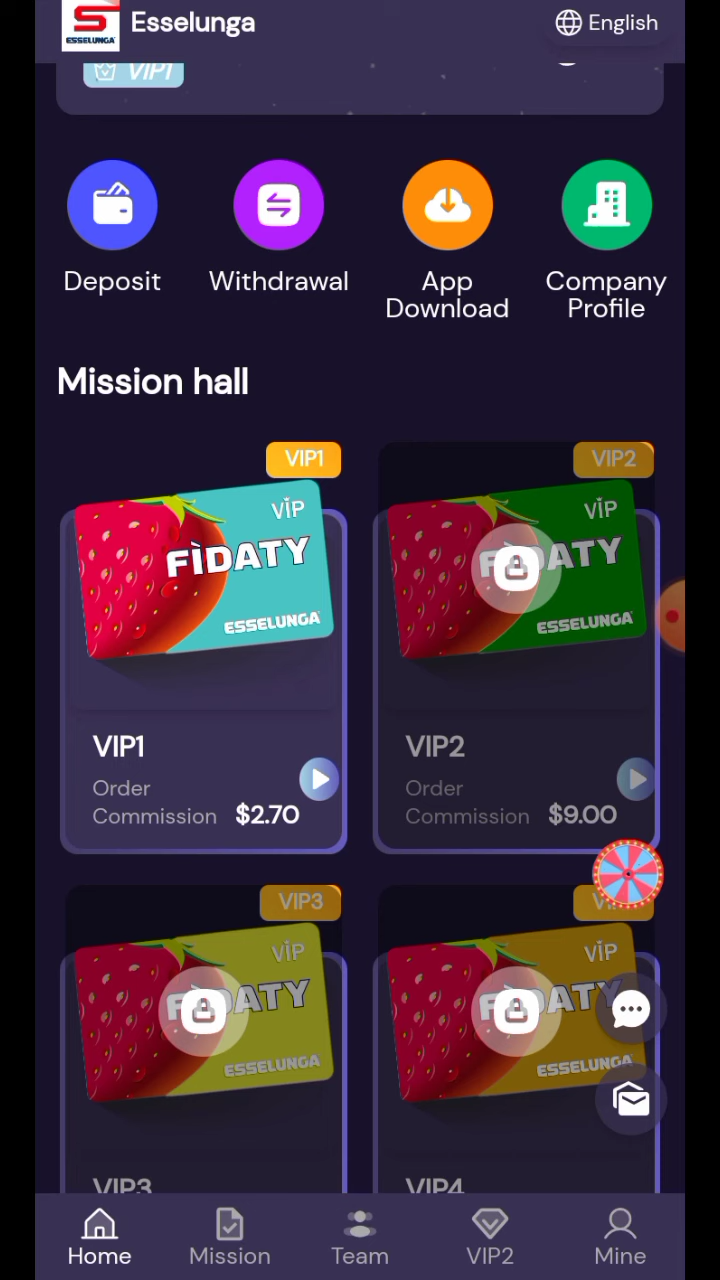 ESSELUNGA
Esselunga
English
VIP1
Deposit
Withdrawal
App
Download
Company
Profile
Mission hall
VIP1
VIP2
VIP
FÌDATY
ESSELUNGA
VIP
ESSELUNGA
VIP1
VIP2
Order
Commission $2.70
Order
Commission $9.00
VIP3
VIP
ESSELUNGA
VIP
ESSELUNGA
VIP3
VIP4
Home
Mission
Team
VIP2
Mine